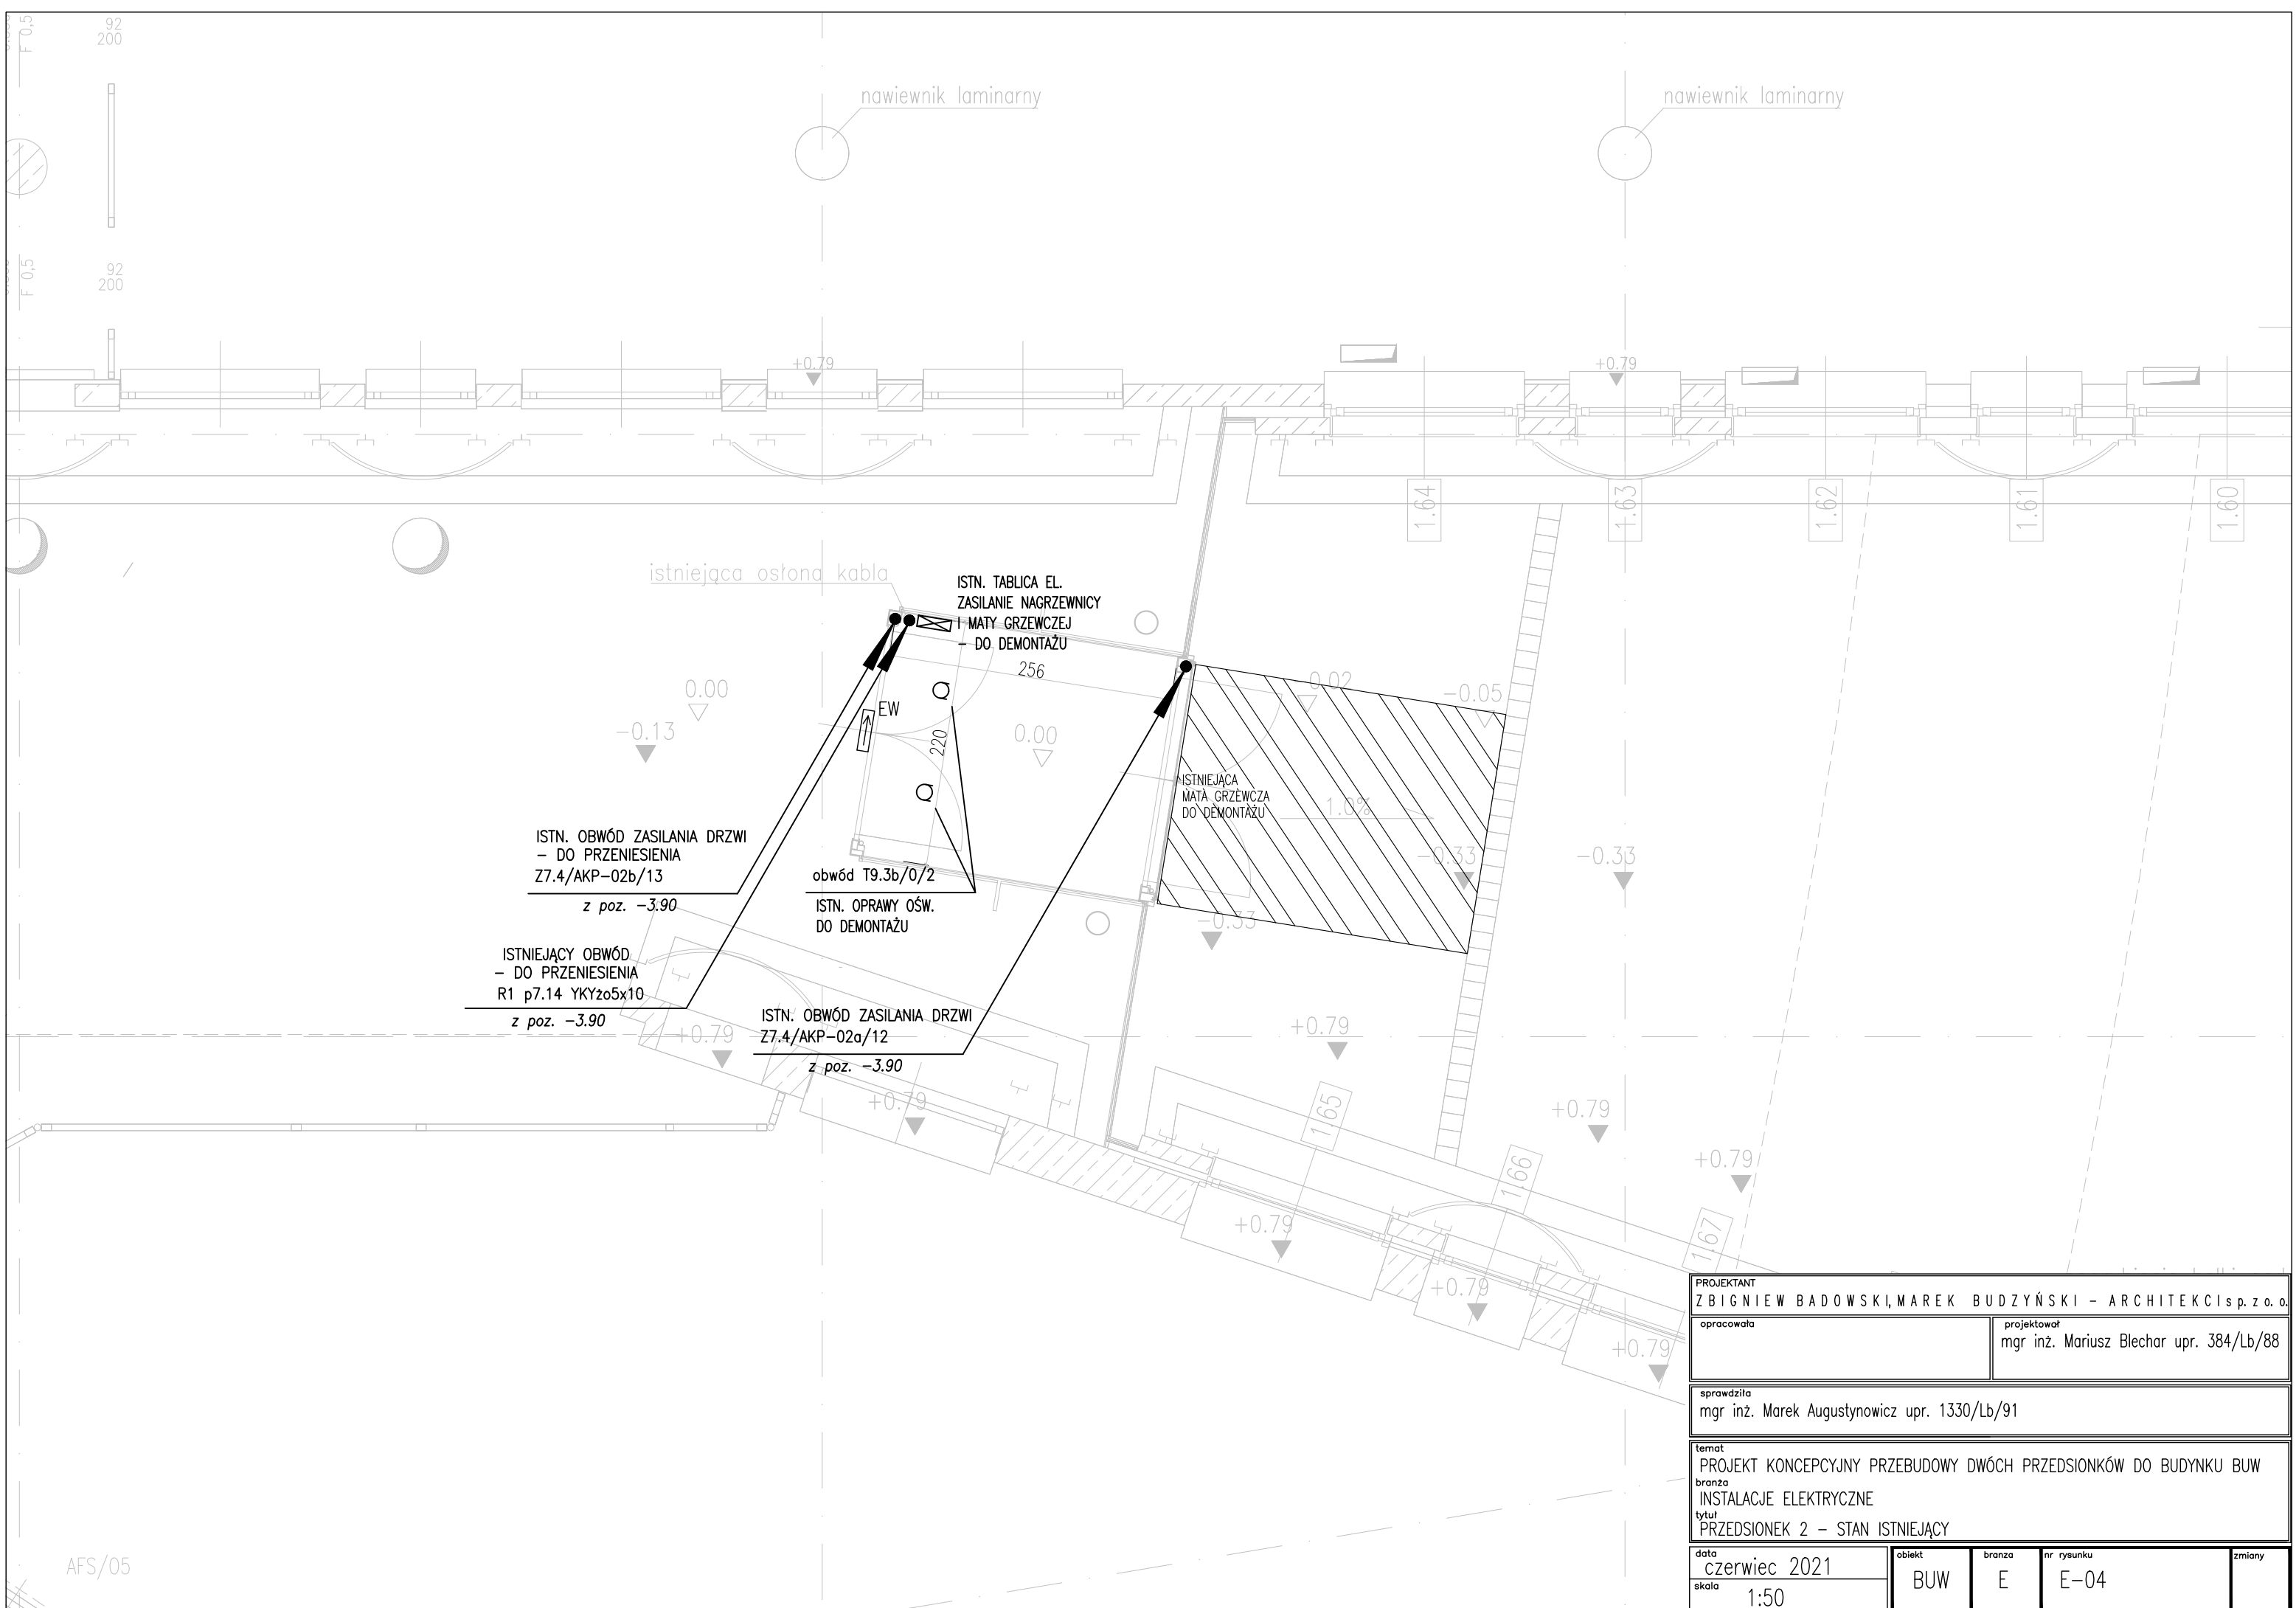 F 0,5
92
200
F 0,5
92
200
nawiewnik laminarny
nawiewnik laminarny
+0.79
+0.79
1.64
1.63
1.62
1.61
1.60
istniejąca osłona kabla
ISTN. TABLICA EL.
ZASILANIE NAGRZEWNICY
I MATY GRZEWCZEJ
- DO DEMONTAŻU
256
0.00
-0.13
EW
220
0.00
0.02
-0.05
ISTNIEJĄCA
MATA GRZEWCZA
DO DEMONTAŻU
1.0%
-0.33
-0.33
-0.33
ISTN. OBWÓD ZASILANIA DRZWI
- DO PRZENIESIENIA
Z7.4/AKP-02b/13
z poz. -3.90
obwód T9.3b/0/2
ISTN. OPRAWY OŚW.
DO DEMONTAŻU
ISTNIEJĄCY OBWÓD
- DO PRZENIESIENIA
R1 p7.14 YKYżo5x10
z poz. -3.90
ISTN. OBWÓD ZASILANIA DRZWI
Z7.4/AKP-02a/12
z poz. -3.90
+0.79
+0.79
+0.79
+0.79
+0.79
+0.79
+0.79
+0.79
1.65
1.66
1.67
AFS/05
PROJEKTANT
ZBIGNIEW BADOWSKI, MAREK BUDZYŃSKI - ARCHITEKCI sp. z o. o.
opracowała
projektował
mgr inż. Mariusz Blechar upr. 384/Lb/88
sprawdziła
mgr inż. Marek Augustynowicz upr. 1330/Lb/91
temat
PROJEKT KONCEPCYJNY PRZEBUDOWY DWÓCH PRZEDSIONKÓW DO BUDYNKU BUW
branża
INSTALACJE ELEKTRYCZNE
tytuł
PRZEDSIONEK 2 - STAN ISTNIEJĄCY
data
czerwiec 2021
skala
1:50
obiekt
BUW
branza
E
nr rysunku
E-04
zmiany